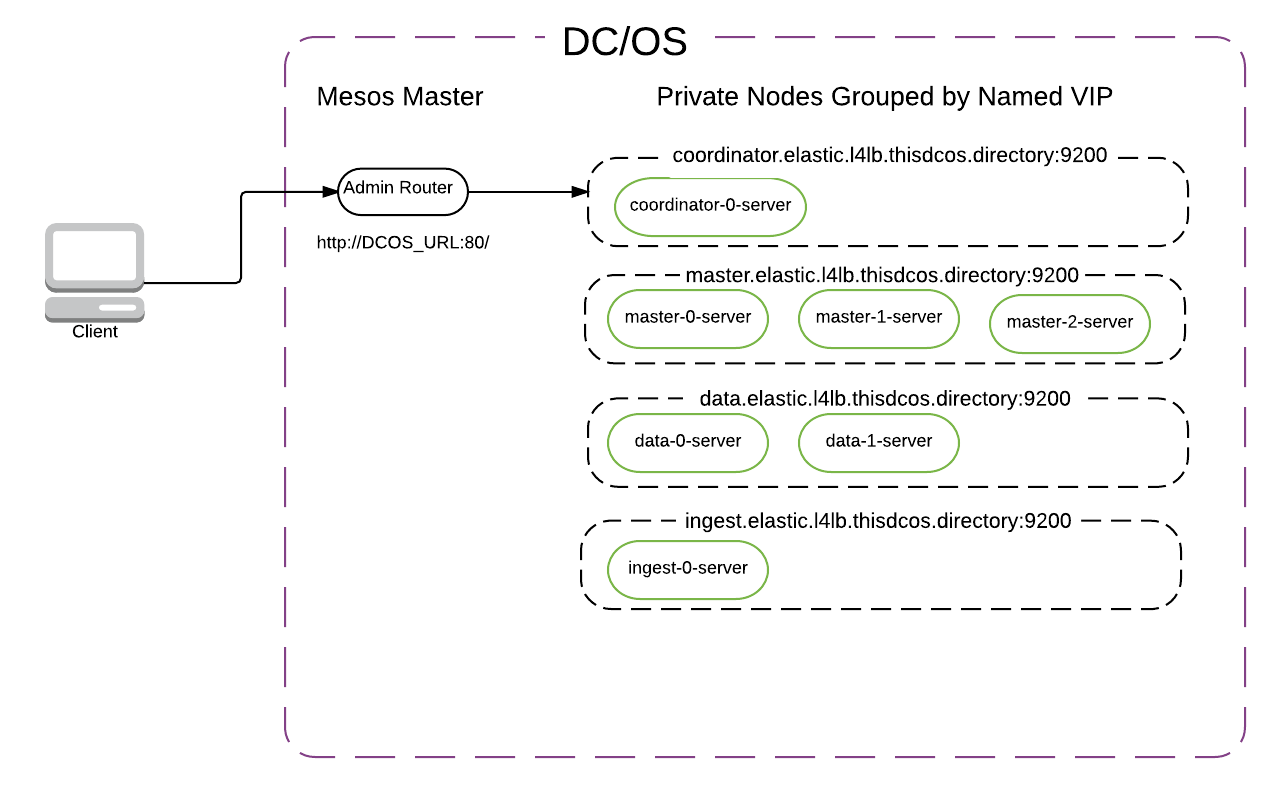 DC/OS
Mesos Master
Private Nodes Grouped by Named VIP
coordinator.elastic.l4lb.thisdcos.directory:9200
Admin Router
coordinator-0-server
http://DCOS_URL:80/
Client
master.elastic.l4lb.thisdcos.directory:9200
master-0-server
master-1-server
master-2-server
data.elastic.l4lb.thisdcos.directory:9200
data-0-server
data-1-server
ingest.elastic.l4lb.thisdcos.directory:9200
ingest-0-server